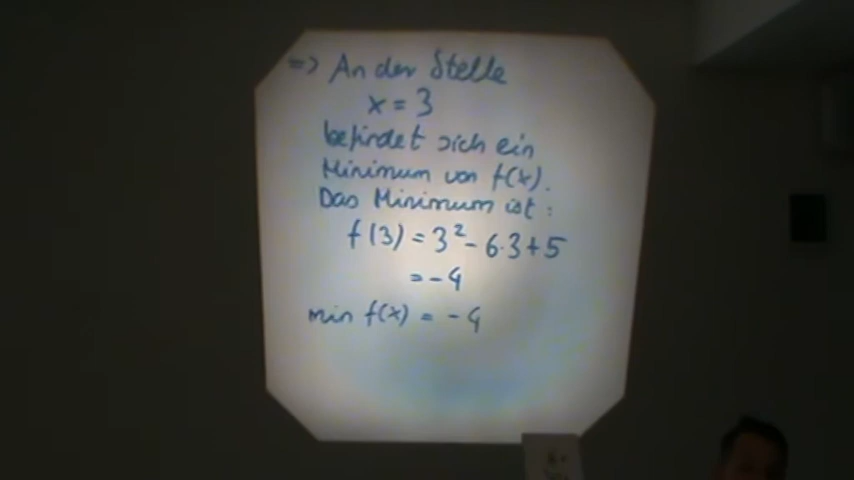 => An der Stelle
x = 3
befindet sich ein
Minimum von f(x).
Das Minimum ist:
f(3) = 3² - 6·3 + 5
= -4
min f(x) = -4